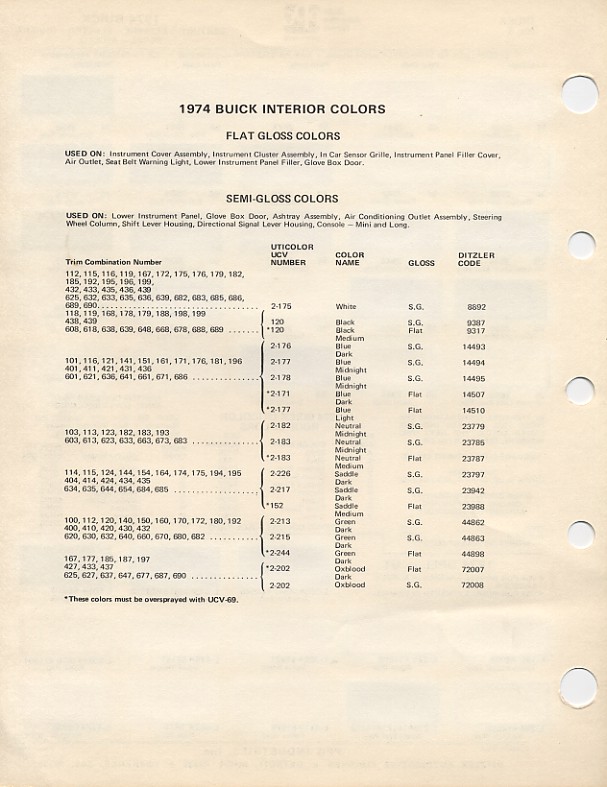 1974 BUICK INTERIOR COLORS
FLAT GLOSS COLORS
USED ON: Instrument Cover Assembly, Instrument Cluster Assembly, In Car Sensor Grille, Instrument Panel Filler Cover,
Air Outlet, Seat Belt Warning Light, Lower Instrument Panel Filler, Glove Box Door.
SEMI-GLOSS COLORS
USED ON: Lower Instrument Panel, Glove Box Door, Ashtray Assembly, Air Conditioning Outlet Assembly, Steering
Wheel Column, Shift Lever Housing, Directional Signal Lever Housing, Console — Mini and Long.
UTICOLOR
UCV COLOR DITZLER
Trim Combination Number NUMBER NAME GLOSS CODE
112, 115, 116, 119, 167, 172, 175, 176, 179, 182,
185, 192, 195, 196, 199,
432, 433, 435, 436, 439
625, 632, 633, 635, 636, 639, 682, 683, 685, 686,
689, 690 2-175 White S.G. 8892
118, 119, 168, 178, 179, 188, 198, 199
438, 439 120 Black S.G. 9387
608, 618, 638, 639, 648, 668, 678, 688, 689 *120 Black Flat 9317
Medium
2-176 Blue S.G. 14493
Dark
101, 116, 121, 141, 151, 161, 171, 176, 181, 196 2-177 Blue S.G. 14494
401, 411, 421, 431, 436 Midnight
601, 621, 636, 641, 661, 671, 686 2-178 Blue S.G. 14495
Midnight
*2-171 Blue Flat 14507
Dark
*2-177 Blue Flat 14510
Light
2-182 Neutral S.G. 23779
103, 113, 123, 182, 183, 193 Midnight
603, 613, 623, 633, 663, 673, 683 2-183 Neutral S.G. 23785
Midnight
*2-183 Neutral Flat 23787
Medium
114, 115, 124, 144, 154, 164, 174, 175, 194, 195 2-226 Saddle S.G. 23797
404, 414, 424, 434, 435 Dark
634, 635, 644, 654, 684, 685 2-217 Saddle S.G. 23942
Dark
*152 Saddle Flat 23988
Medium
100, 112, 120, 140, 150, 160, 170, 172, 180, 192 2-213 Green S.G. 44862
400, 410, 420, 430, 432 Dark
620, 630, 632, 640, 660, 670, 680, 682 2-215 Green S.G. 44863
Dark
*2-244 Green Flat 44898
167, 177, 185, 187, 197 Dark
427, 433, 437 *2-202 Oxblood Flat 72007
625, 627, 637, 647, 677, 687, 690 Dark
2-202 Oxblood S.G. 72008
*These colors must be oversprayed with UCV-69.